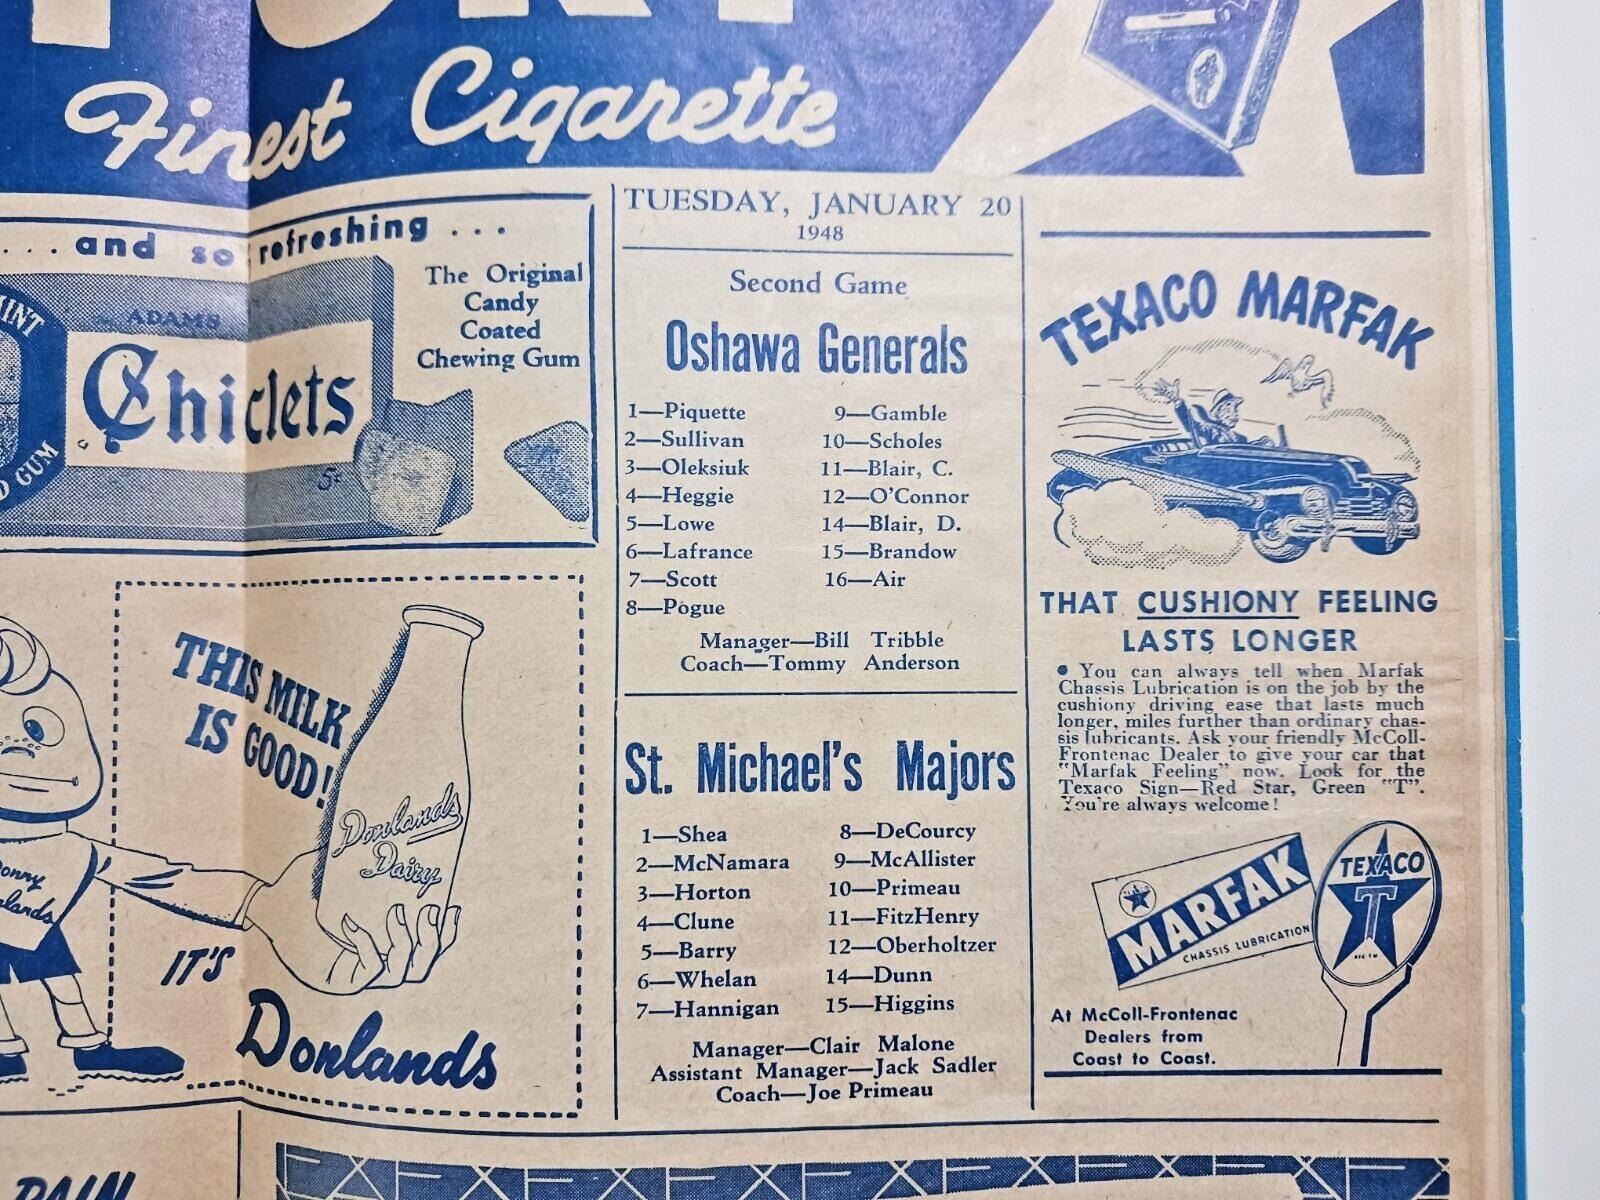 Finest Cigarette
... and so refreshing ...
The Original
Candy
Coated
Chewing Gum
ADAMS
Chiclets
5¢
GUM
THIS MILK
IS GOOD!
Donlands
Dairy
IT'S
Donlands
TUESDAY, JANUARY 20
1948
Second Game
Oshawa Generals
1—Piquette
2—Sullivan
3—Oleksiuk
4—Heggie
5—Lowe
6—Lafrance
7—Scott
8—Pogue
9—Gamble
10—Scholes
11—Blair, C.
12—O'Connor
14—Blair, D.
15—Brandow
16—Air
Manager—Bill Tribble
Coach—Tommy Anderson
St. Michael's Majors
1—Shea
2—McNamara
3—Horton
4—Clune
5—Barry
6—Whelan
7—Hannigan
8—DeCourcy
9—McAllister
10—Primeau
11—FitzHenry
12—Oberholtzer
14—Dunn
15—Higgins
Manager—Clair Malone
Assistant Manager—Jack Sadler
Coach—Joe Primeau
TEXACO MARFAK
THAT CUSHIONY FEELING
LASTS LONGER
• You can always tell when Marfak
Chassis Lubrication is on the job by the
cushiony driving ease that lasts much
longer, miles further than ordinary chas-
sis lubricants. Ask your friendly McColl-
Frontenac Dealer to give your car that
"Marfak Feeling" now. Look for the
Texaco Sign—Red Star, Green "T".
You're always welcome!
MARFAK
CHASSIS LUBRICATION
TEXACO
T
At McColl-Frontenac
Dealers from
Coast to Coast.